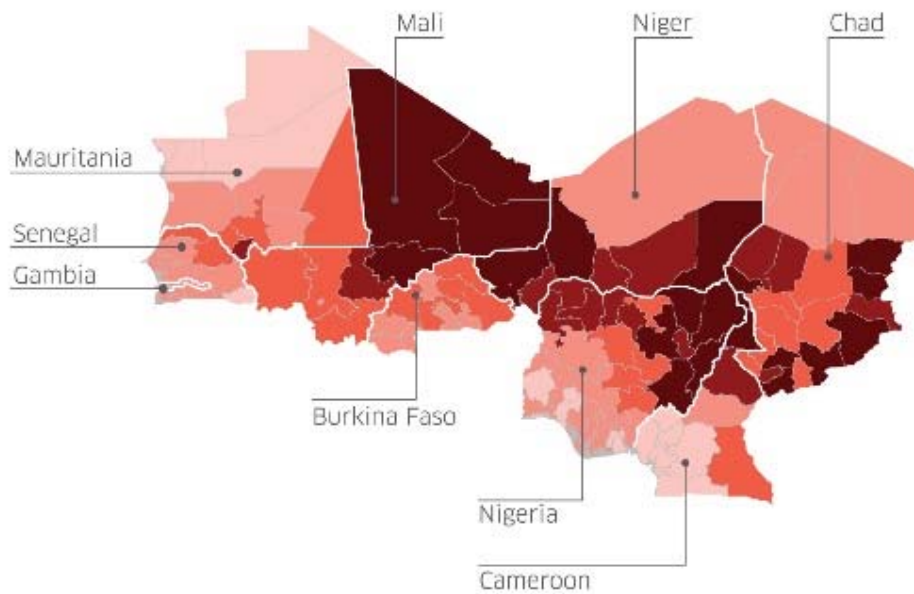 Mali
Niger
Chad
Mauritania
Senegal
Gambia
Burkina Faso
Nigeria
Cameroon